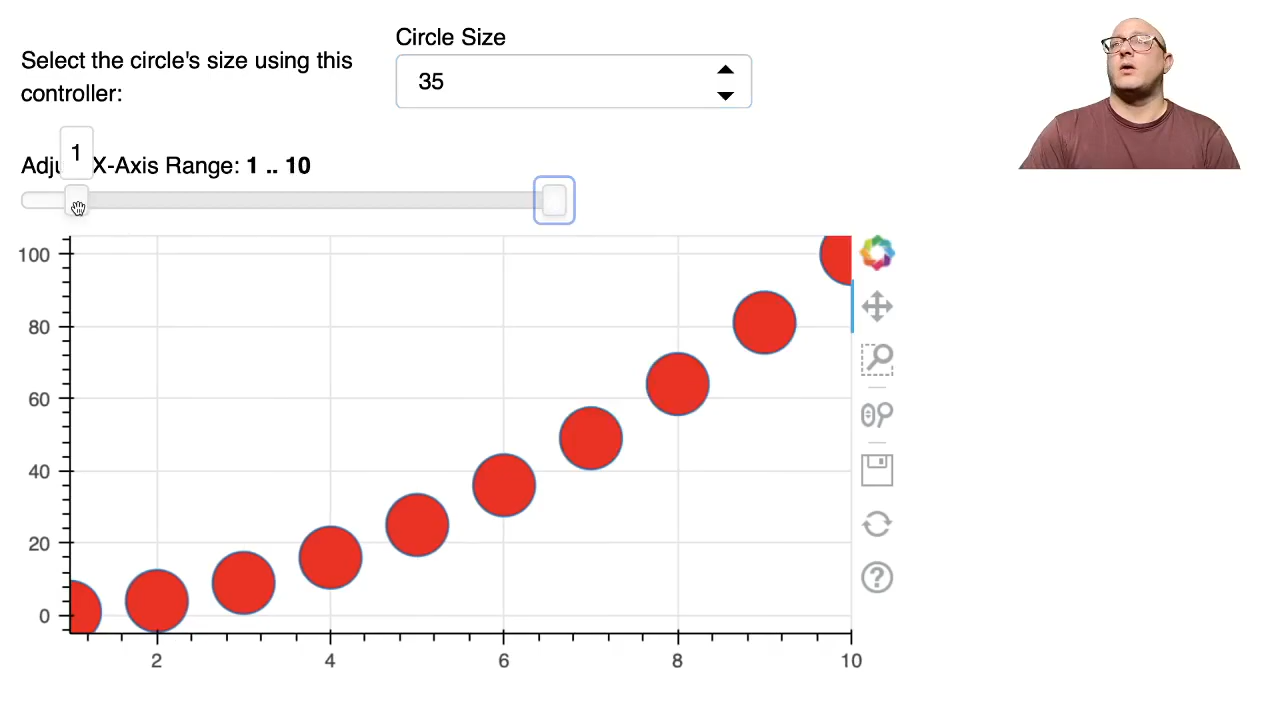 Circle Size
Select the circle's size using this
controller:
35
1
Adju X-Axis Range: 1 .. 10
100
80
60
40
20
0
2 4 6 8 10